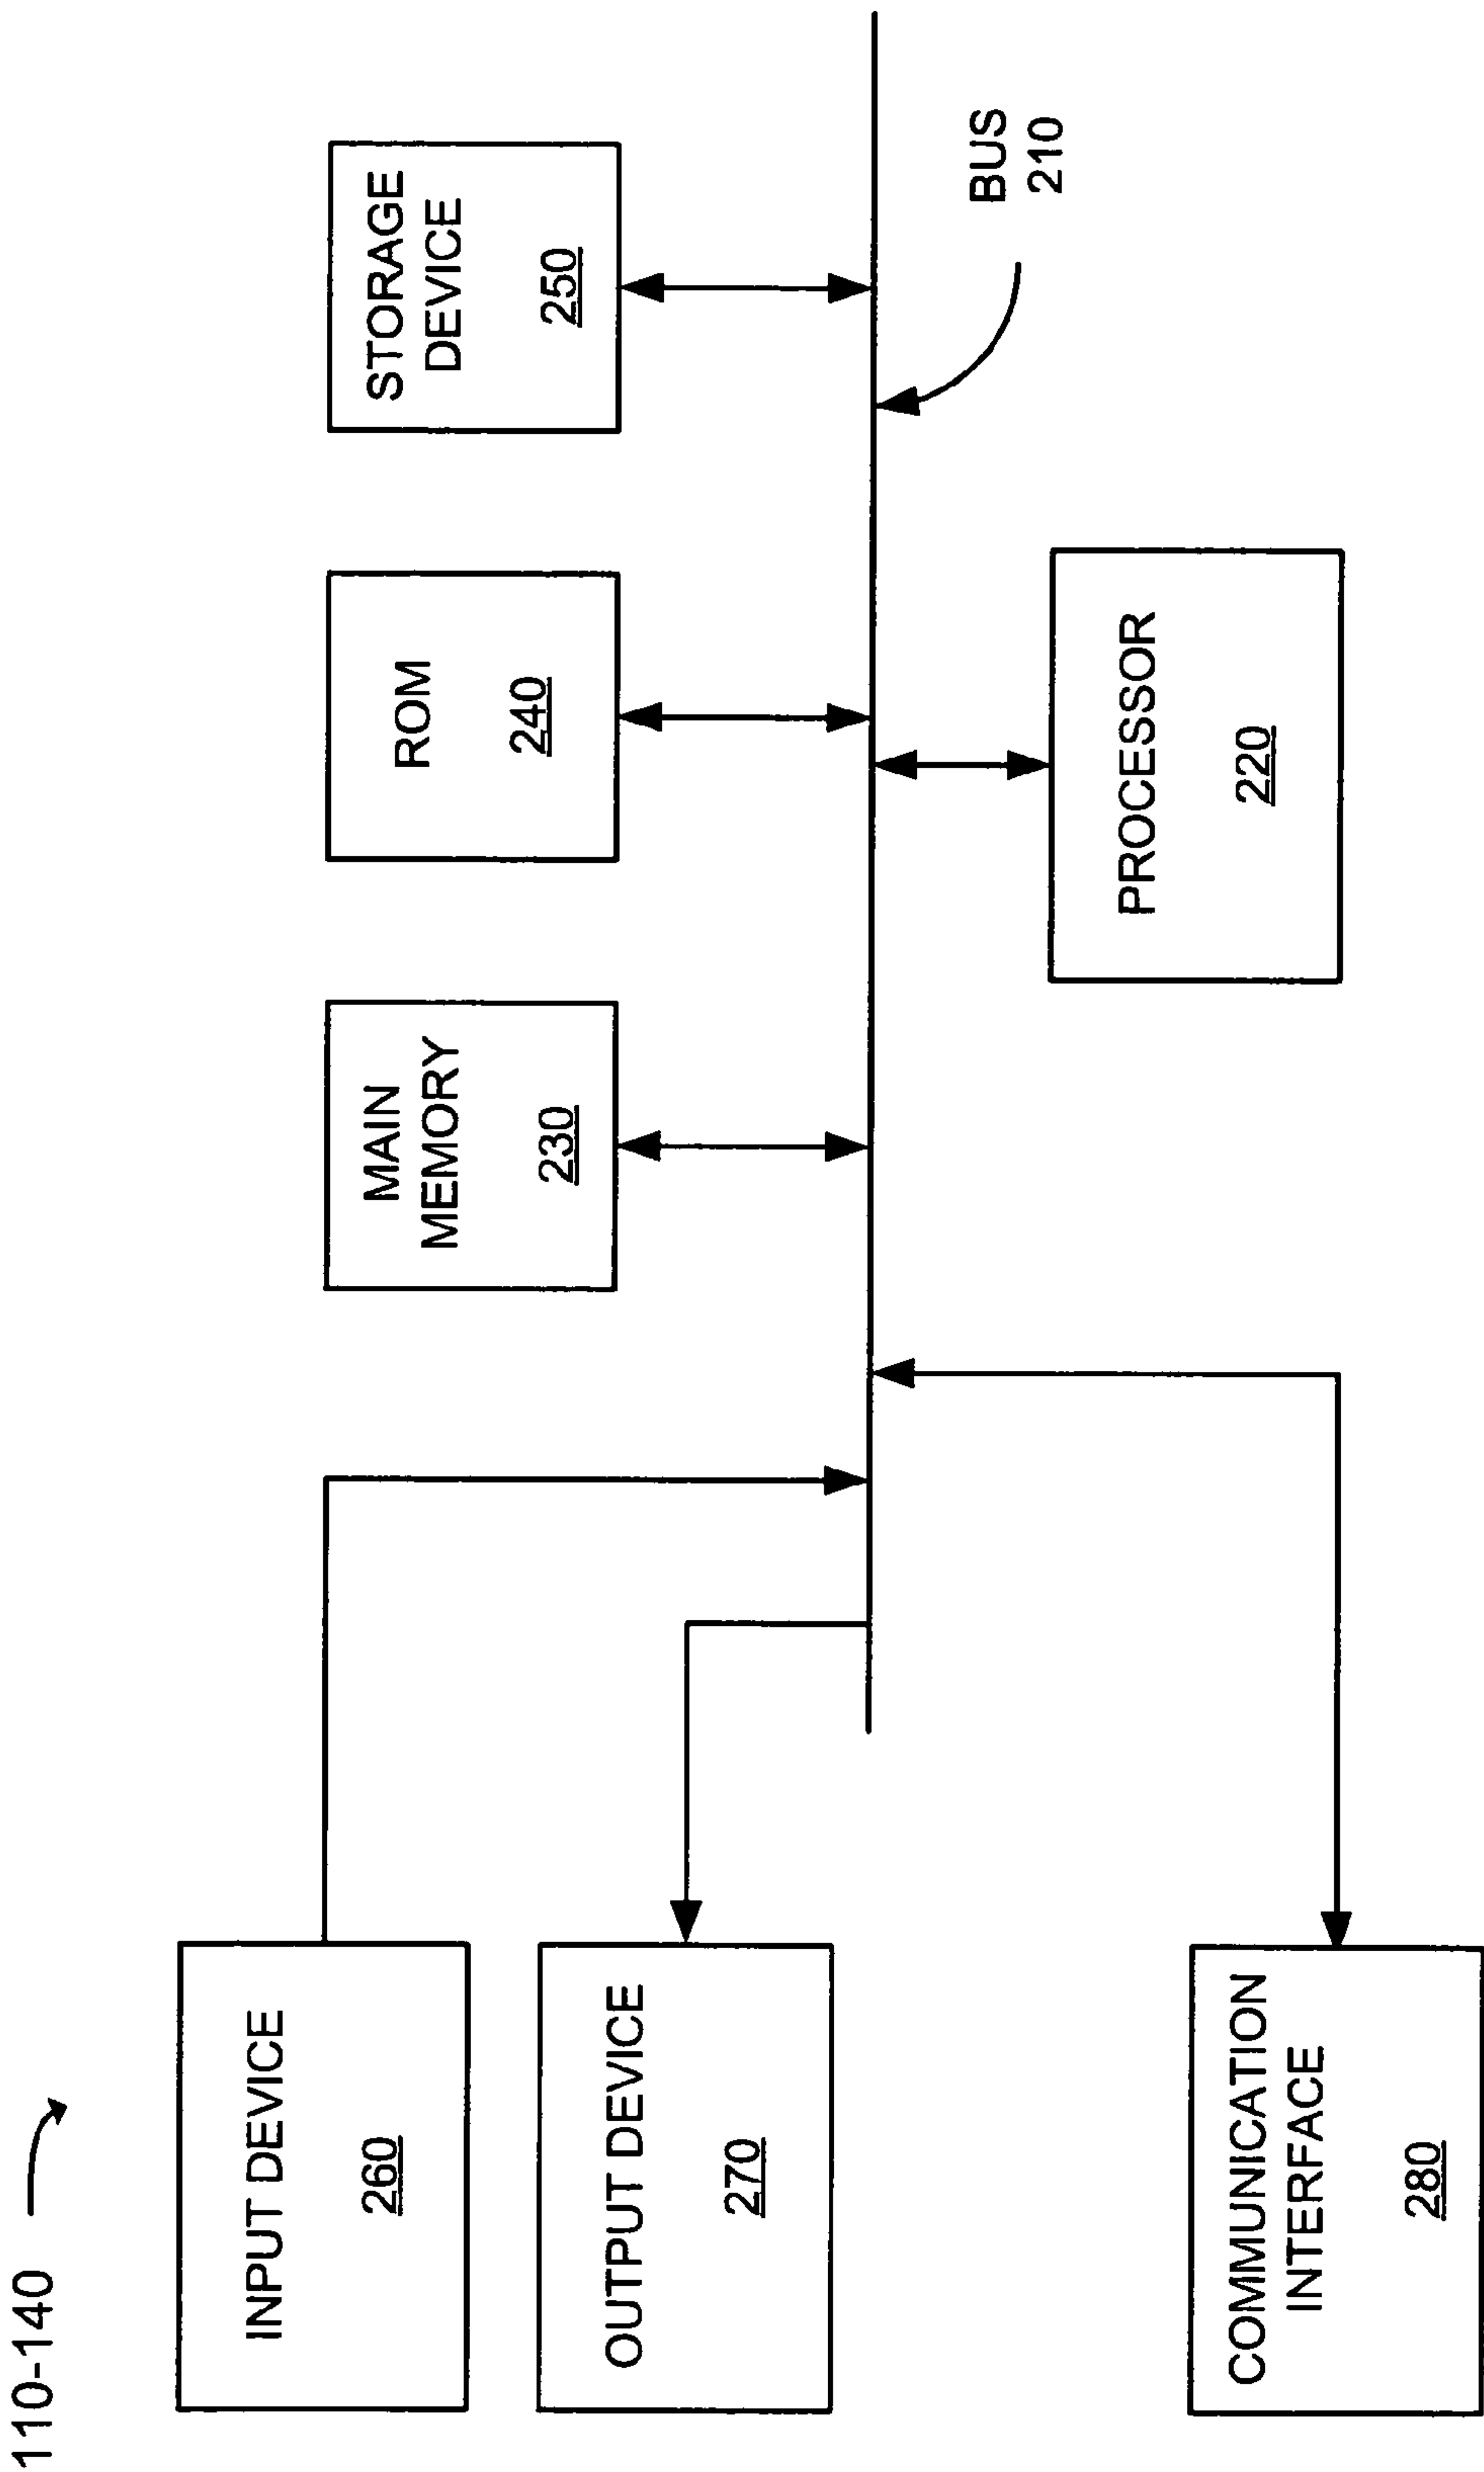 110-140
INPUT DEVICE
260
OUTPUT DEVICE
270
COMMUNICATION
INTERFACE
280
MAIN
MEMORY
230
ROM
240
STORAGE
DEVICE
250
PROCESSOR
220
BUS
210